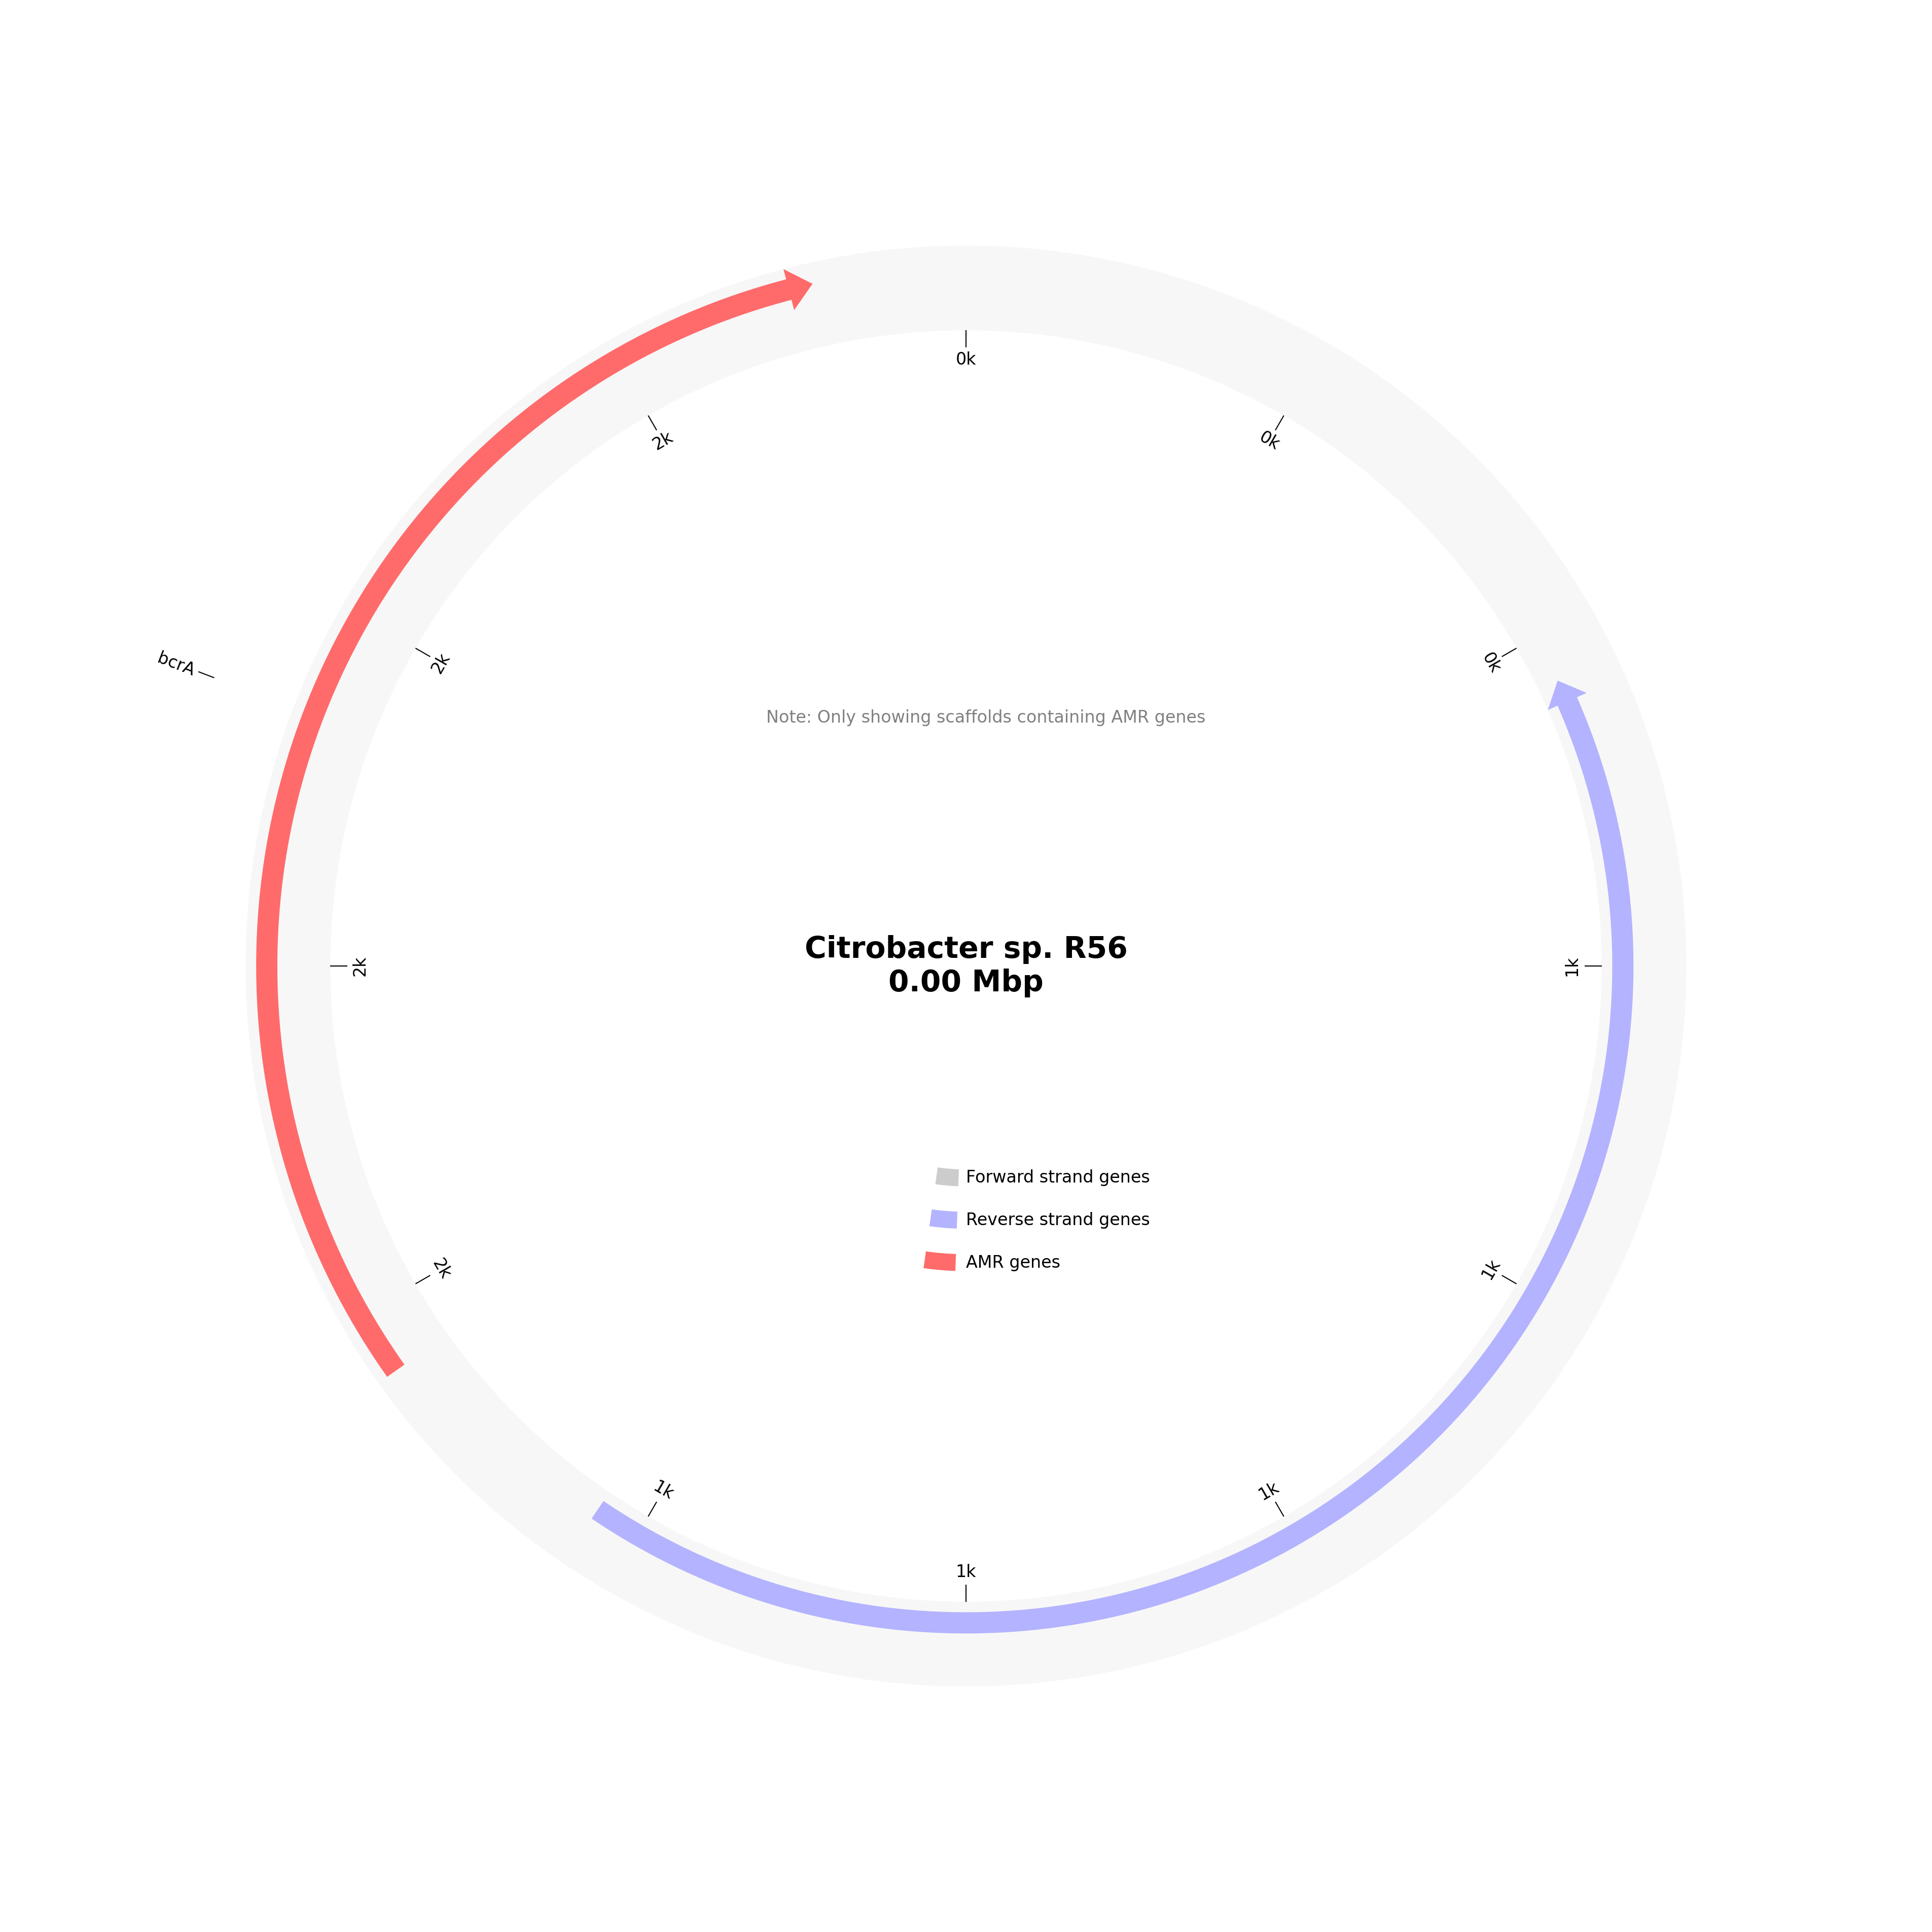 0k
0k
2k
bcrA
2k
0k
Note: Only showing scaffolds containing AMR genes
Citrobacter sp. R56
0.00 Mbp
2k
1k
Forward strand genes
Reverse strand genes
AMR genes
2k
1k
1k
1k
1k